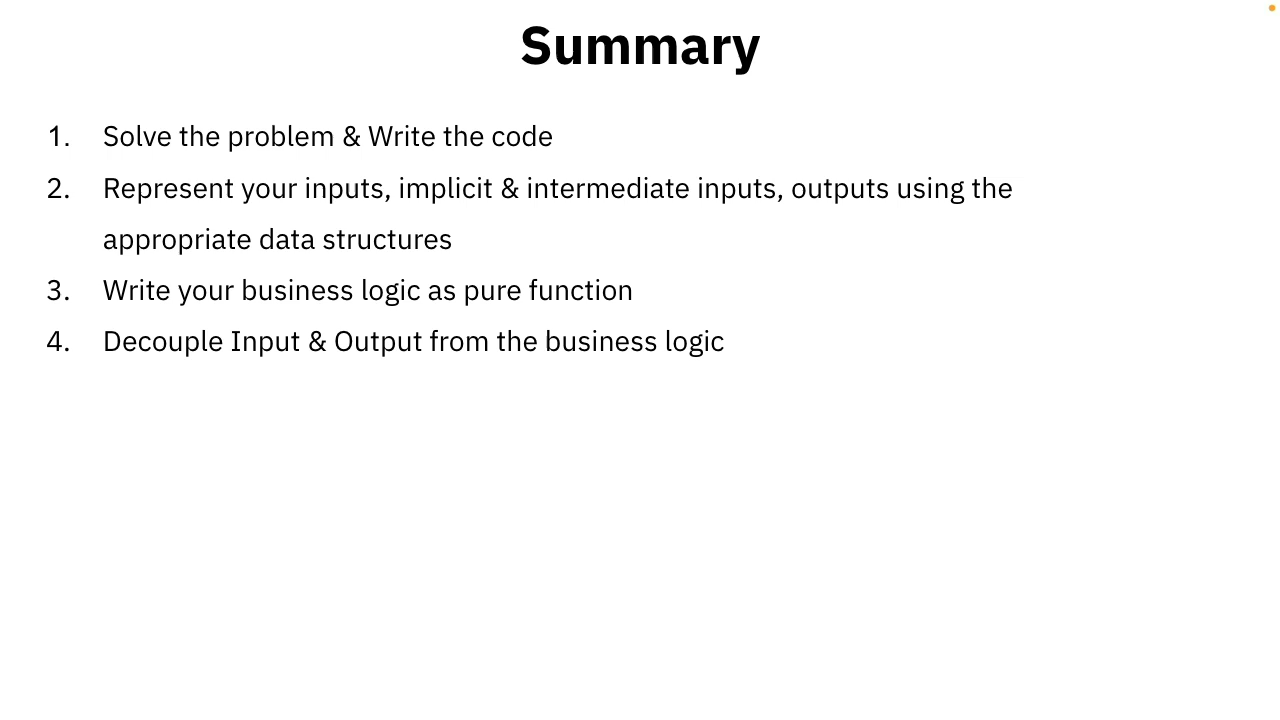 Summary
1. Solve the problem & Write the code
2. Represent your inputs, implicit & intermediate inputs, outputs using the
appropriate data structures
3. Write your business logic as pure function
4. Decouple Input & Output from the business logic